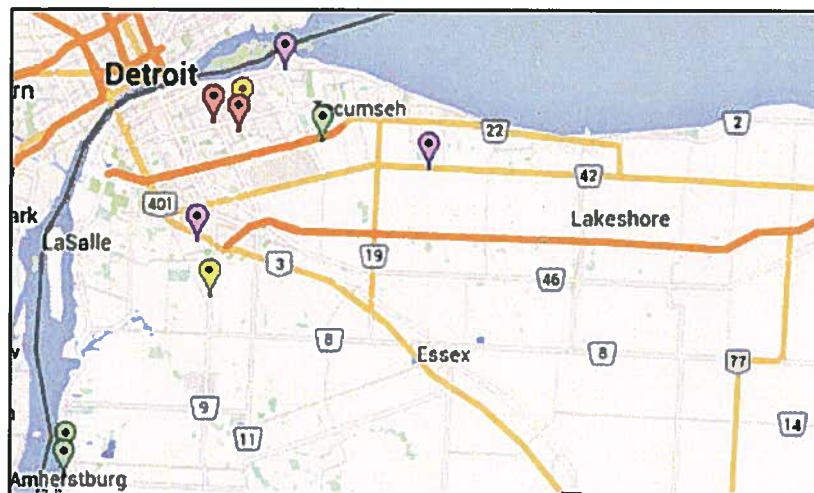 Detroit
rn
cumseh
22
2
42
401
ark
Lakeshore
LaSalle
19
3
46
8
Essex
8
77
9
11
14
Amherstburg